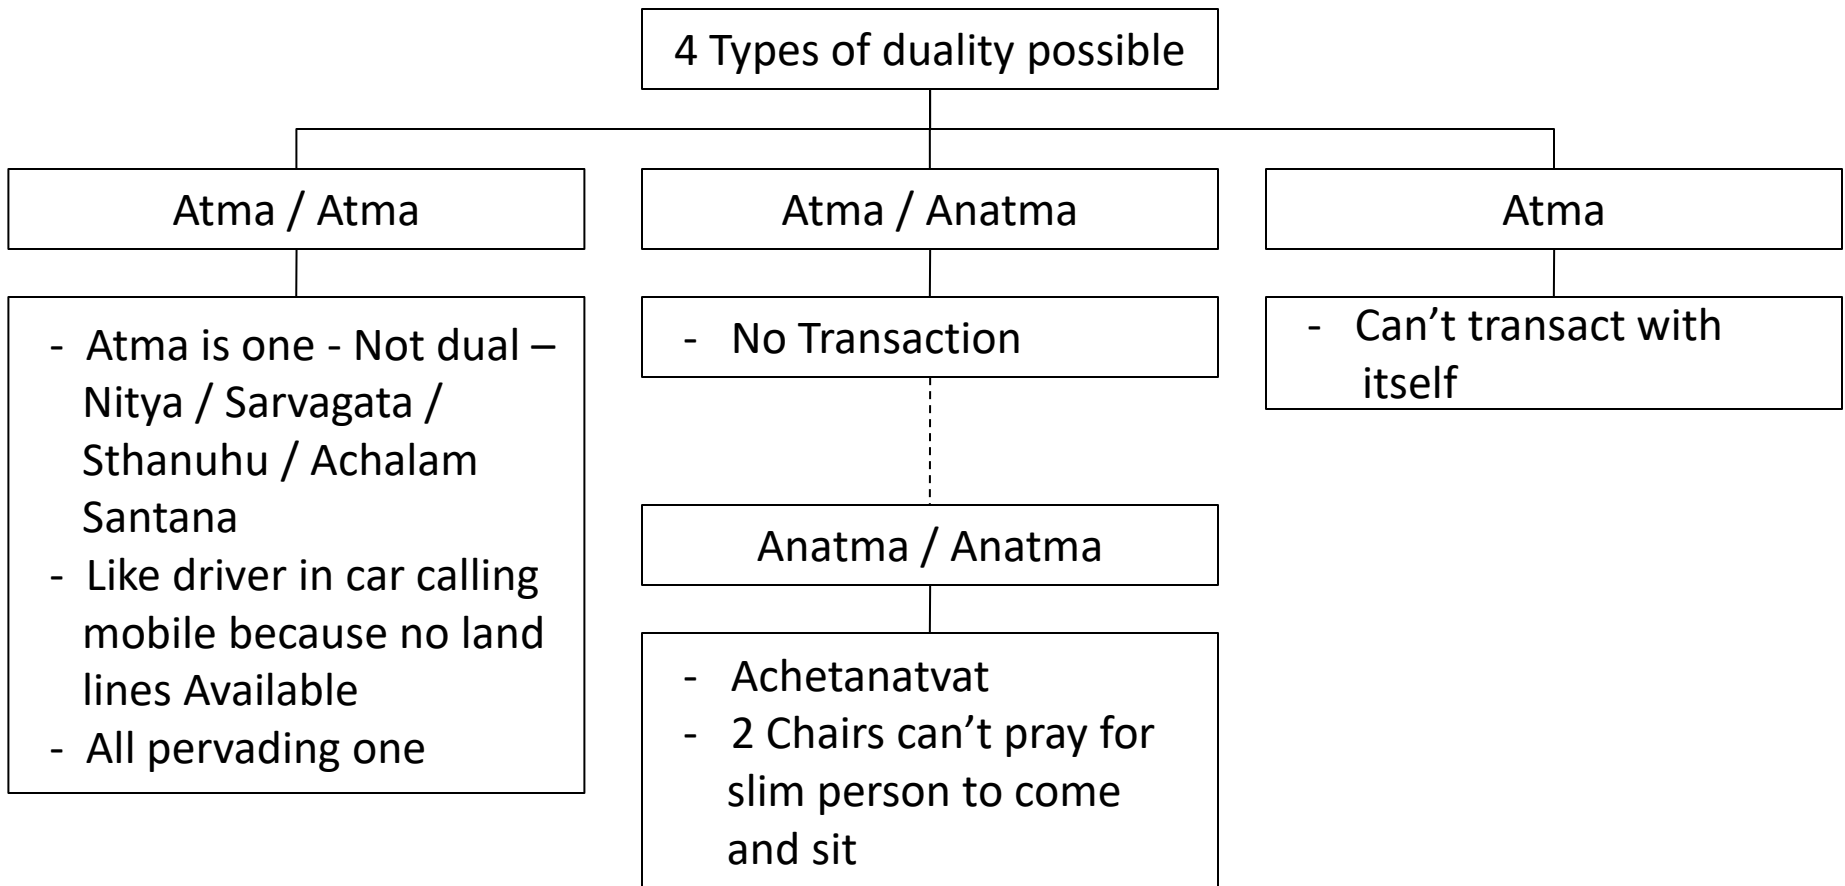 4 Types of duality possible
Atma / Atma
- Atma is one - Not dual –
Nitya / Sarvagata /
Sthanuhu / Achalam
Santana
- Like driver in car calling
mobile because no land
lines Available
- All pervading one
Atma / Anatma
- No Transaction
Anatma / Anatma
- Achetanatvat
- 2 Chairs can’t pray for
slim person to come
and sit
Atma
- Can’t transact with
itself